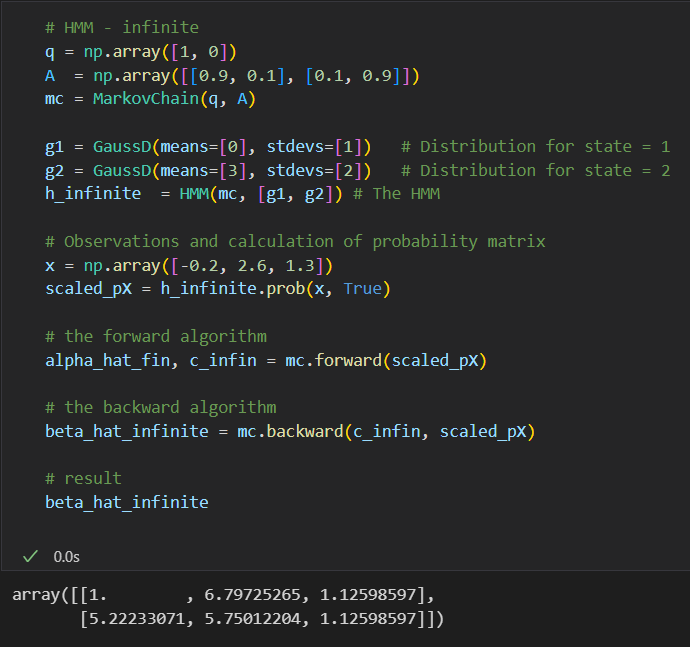 # HMM - infinite
q = np.array([1, 0])
A  = np.array([[0.9, 0.1], [0.1, 0.9]])
mc = MarkovChain(q, A)
g1 = GaussD(means=[0], stdevs=[1])   # Distribution for state = 1
g2 = GaussD(means=[3], stdevs=[2])   # Distribution for state = 2
h_infinite  = HMM(mc, [g1, g2]) # The HMM
# Observations and calculation of probability matrix
x = np.array([-0.2, 2.6, 1.3])
scaled_pX = h_infinite.prob(x, True)
# the forward algorithm
alpha_hat_fin, c_infin = mc.forward(scaled_pX)
# the backward algorithm
beta_hat_infinite = mc.backward(c_infin, scaled_pX)
# result
beta_hat_infinite
✓ 0.0s
array([[1.        , 6.79725265, 1.12598597],
       [5.22233071, 5.75012204, 1.12598597]])